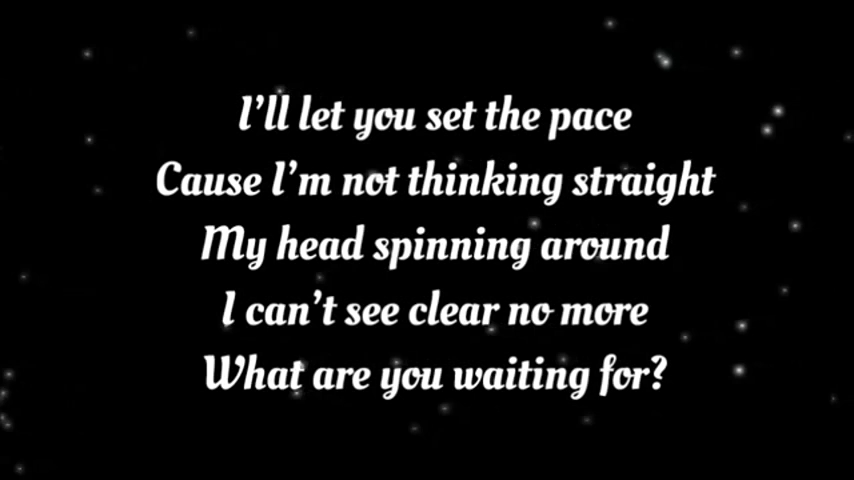 I'll let you set the pace
Cause I'm not thinking straight
My head spinning around
I can't see clear no more
What are you waiting for?